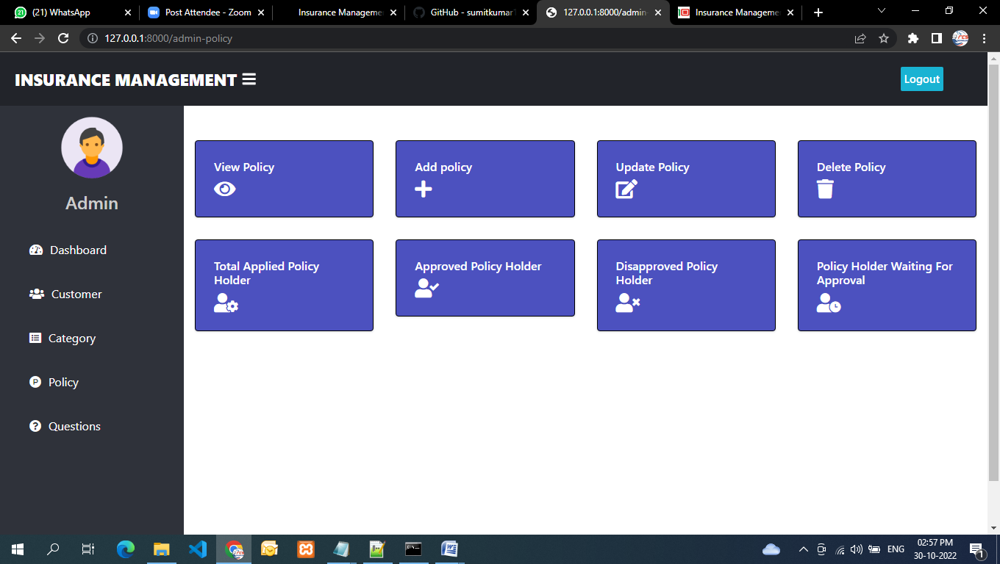 (21) WhatsApp
Post Attendee - Zoom
Insurance Manageme
GitHub - sumitkumar
127.0.0.1:8000/admin-
Insurance Manageme
127.0.0.1:8000/admin-policy
INSURANCE MANAGEMENT
Logout
Admin
Dashboard
Customer
Category
Policy
Questions
View Policy
Add policy
Update Policy
Delete Policy
Total Applied Policy
Holder
Approved Policy Holder
Disapproved Policy
Holder
Policy Holder Waiting For
Approval
ENG
02:57 PM
30-10-2022
1